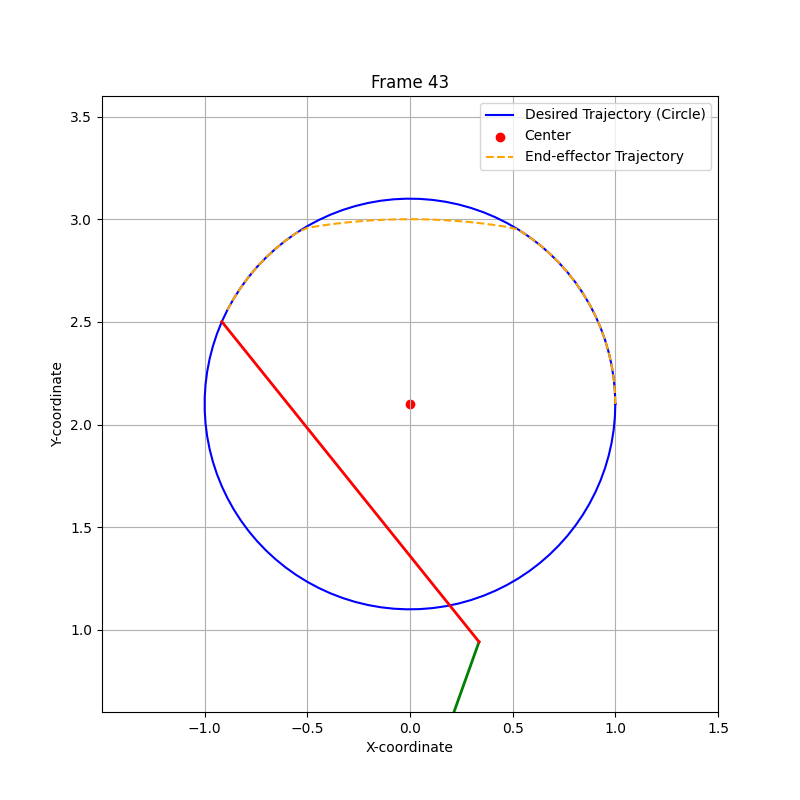 Frame 43
Desired Trajectory (Circle)
Center
End-effector Trajectory
3.5
3.0
2.5
2.0
1.5
1.0
Y-coordinate
−1.0 −0.5 0.0 0.5 1.0 1.5
X-coordinate